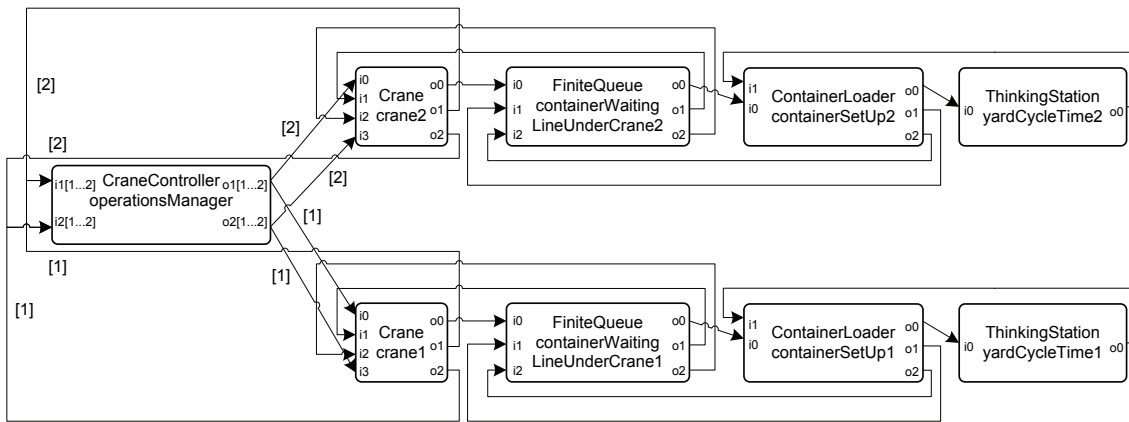 [2]
[2]
i0
i1
i2
i3
Crane
crane2
o0
o1
o2
i0
i1
i2
FiniteQueue
containerWaiting
LineUnderCrane2
o0
o1
o2
i1
i0
ContainerLoader
containerSetUp2
o0
o1
o2
i0
ThinkingStation
yardCycleTime2
o0
[2]
[2]
i1[1...2]
i2[1...2]
CraneController
operationsManager
o1[1...2]
o2[1...2]
[1]
[1]
[1]
[1]
i0
i1
i2
i3
Crane
crane1
o0
o1
o2
i0
i1
i2
FiniteQueue
containerWaiting
LineUnderCrane1
o0
o1
o2
i1
i0
ContainerLoader
containerSetUp1
o0
o1
o2
i0
ThinkingStation
yardCycleTime1
o0